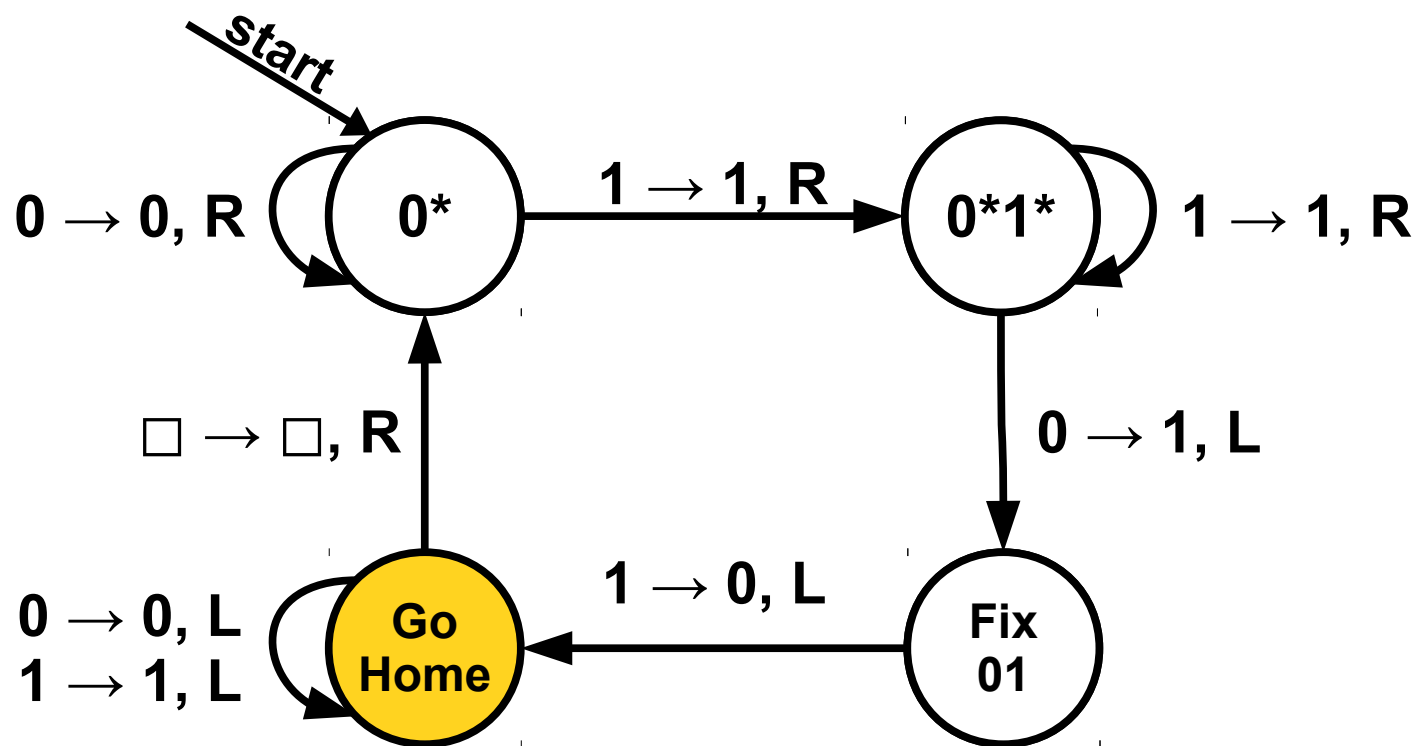 start
0 → 0, R
0*
1 → 1, R
0*1*
1 → 1, R
□ → □, R
0 → 1, L
0 → 0, L
1 → 1, L
Go
Home
1 → 0, L
Fix
01